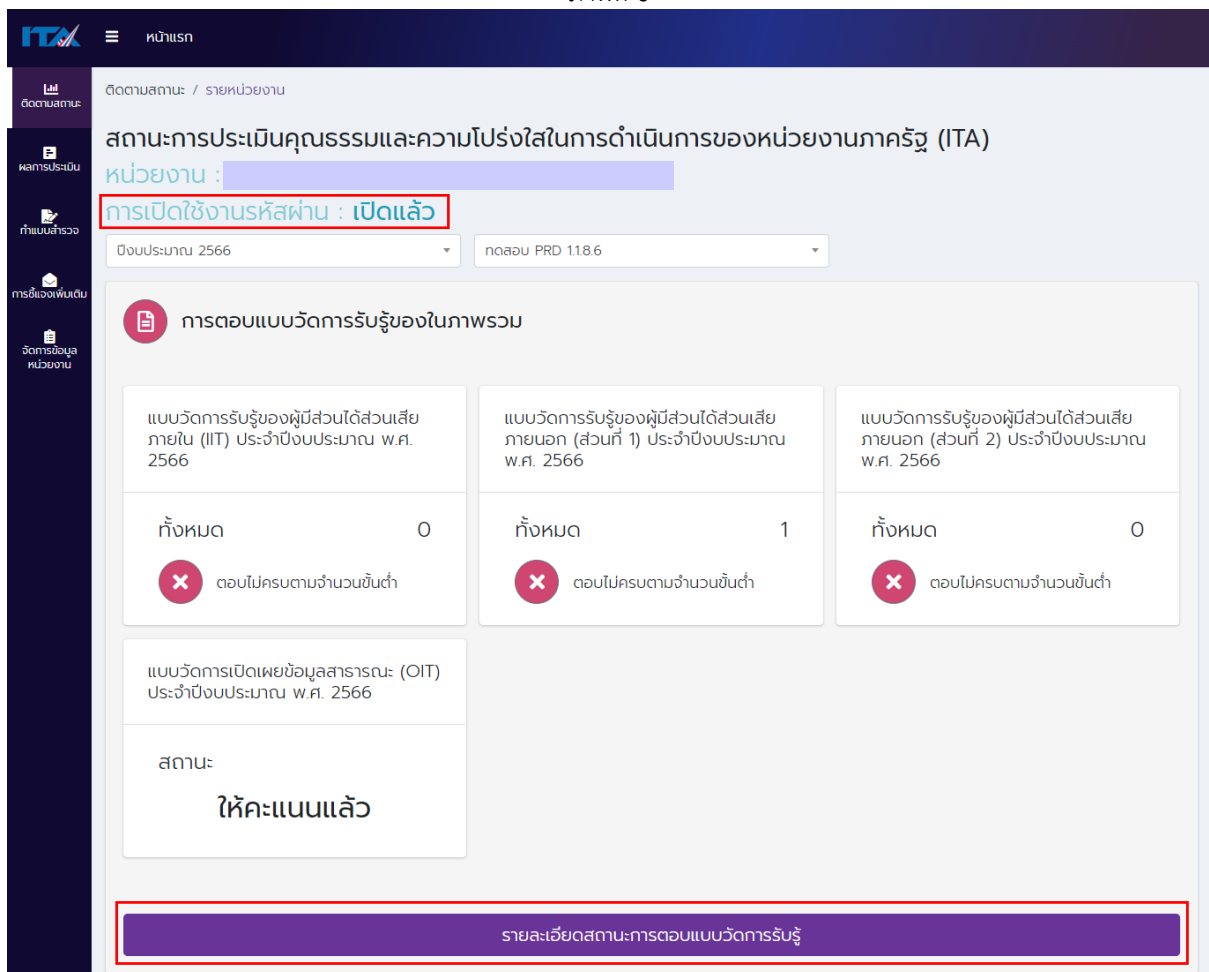 ITA
หน้าแรก
ติดตามสถานะ
ผลการประเมิน
ทำแบบสำรวจ
การชี้แจงเพิ่มเติม
จัดการข้อมูล
หน่วยงาน
ติดตามสถานะ / รายหน่วยงาน
สถานะการประเมินคุณธรรมและความโปร่งใสในการดำเนินการของหน่วยงานภาครัฐ (ITA)
หน่วยงาน :
การเปิดใช้งานรหัสผ่าน : เปิดแล้ว
ปีงบประมาณ 2566
ทดสอบ PRD 1.1.8.6
การตอบแบบวัดการรับรู้ของในภาพรวม
แบบวัดการรับรู้ของผู้มีส่วนได้ส่วนเสีย
ภายใน (IIT) ประจำปีงบประมาณ พ.ศ.
2566
ทั้งหมด 0
ตอบไม่ครบตามจำนวนขั้นต่ำ
แบบวัดการรับรู้ของผู้มีส่วนได้ส่วนเสีย
ภายนอก (ส่วนที่ 1) ประจำปีงบประมาณ
พ.ศ. 2566
ทั้งหมด 1
ตอบไม่ครบตามจำนวนขั้นต่ำ
แบบวัดการรับรู้ของผู้มีส่วนได้ส่วนเสีย
ภายนอก (ส่วนที่ 2) ประจำปีงบประมาณ
พ.ศ. 2566
ทั้งหมด 0
ตอบไม่ครบตามจำนวนขั้นต่ำ
แบบวัดการเปิดเผยข้อมูลสาธารณะ (OIT)
ประจำปีงบประมาณ พ.ศ. 2566
สถานะ
ให้คะแนนแล้ว
รายละเอียดสถานะการตอบแบบวัดการรับรู้